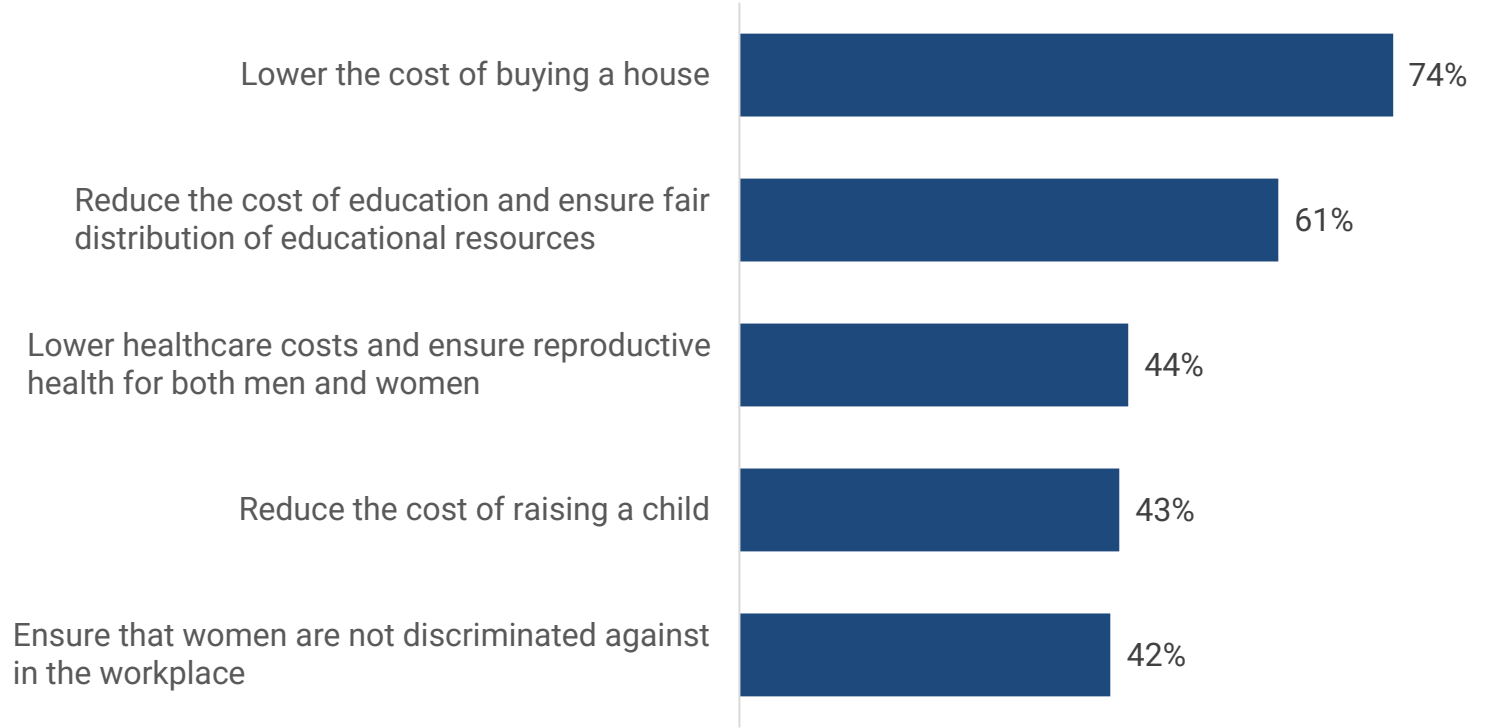 Lower the cost of buying a house
74%
Reduce the cost of education and ensure fair
distribution of educational resources
61%
Lower healthcare costs and ensure reproductive
health for both men and women
44%
Reduce the cost of raising a child
43%
Ensure that women are not discriminated against
in the workplace
42%